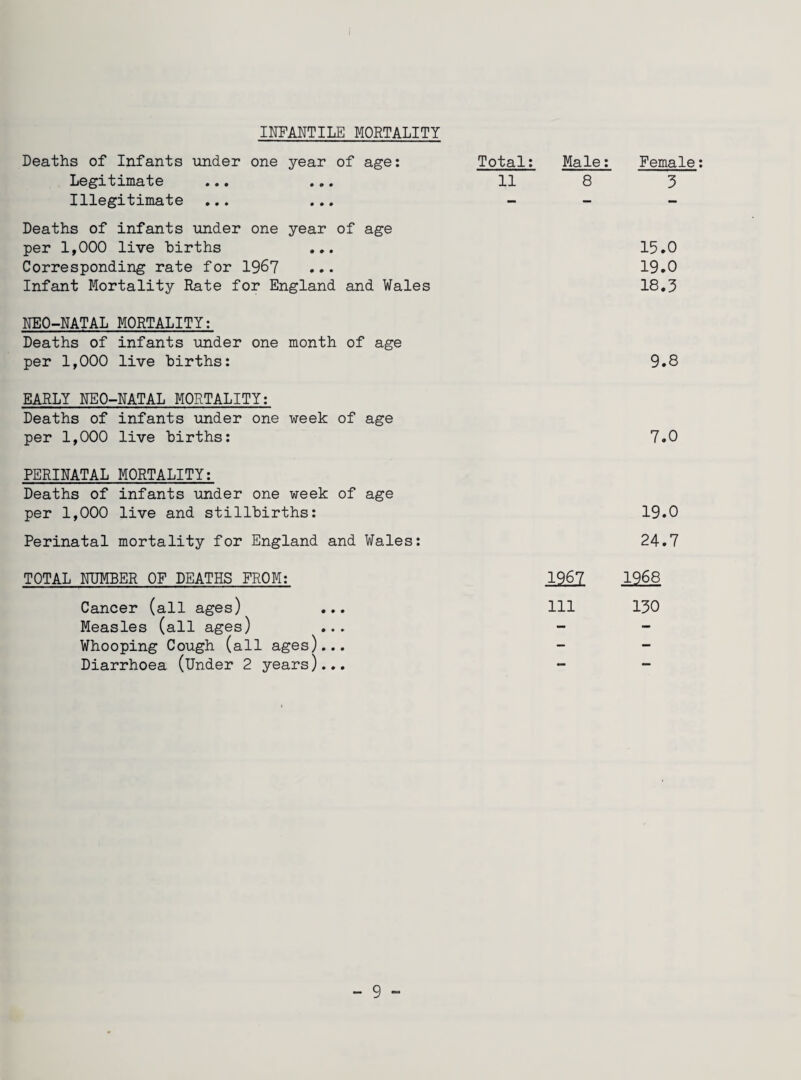 INFANTILE MORTALITY
Deaths of Infants under one year of age: Total: Male: Female:
Legitimate ... ... 11 8 3
Illegitimate ... ... - - -
Deaths of infants under one year of age
per 1,000 live births ... 15.0
Corresponding rate for 1967 ... 19.0
Infant Mortality Rate for England and Wales 18.3
NEO-NATAL MORTALITY:
Deaths of infants under one month of age
per 1,000 live births: 9.8
EARLY NEO-NATAL MORTALITY:
Deaths of infants under one week of age
per 1,000 live births: 7.0
PERINATAL MORTALITY:
Deaths of infants under one week of age
per 1,000 live and stillbirths: 19.0
Perinatal mortality for England and Wales: 24.7
TOTAL NUMBER OF DEATHS FROM: 1967 1968
Cancer (all ages) ... 111 130
Measles (all ages) ... - -
Whooping Cough (all ages)... - -
Diarrhoea (Under 2 years)... - -
- 9 -